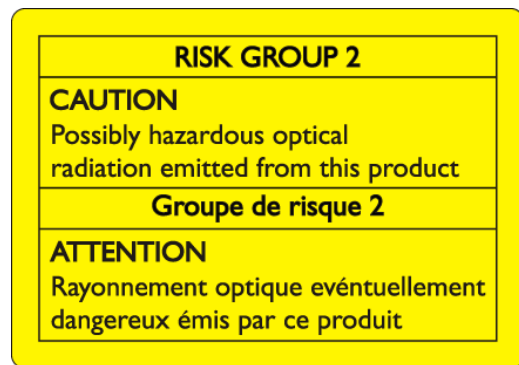 RISK GROUP 2
CAUTION
Possibly hazardous optical
radiation emitted from this product
Groupe de risque 2
ATTENTION
Rayonnement optique evéntuellement
dangereux émis par ce produit